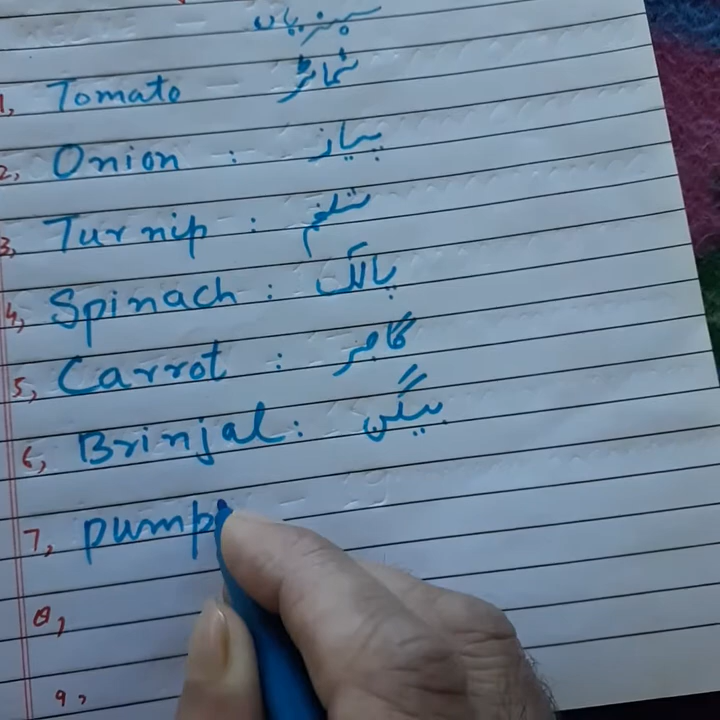 سبزیاں
1, Tomato ٹماٹر
2, Onion : پیاز
3, Turnip : شلغم
4, Spinach : پالک
5, Carrot : گاجر
6, Brinjal : بیگن
7, pump
8,
9,